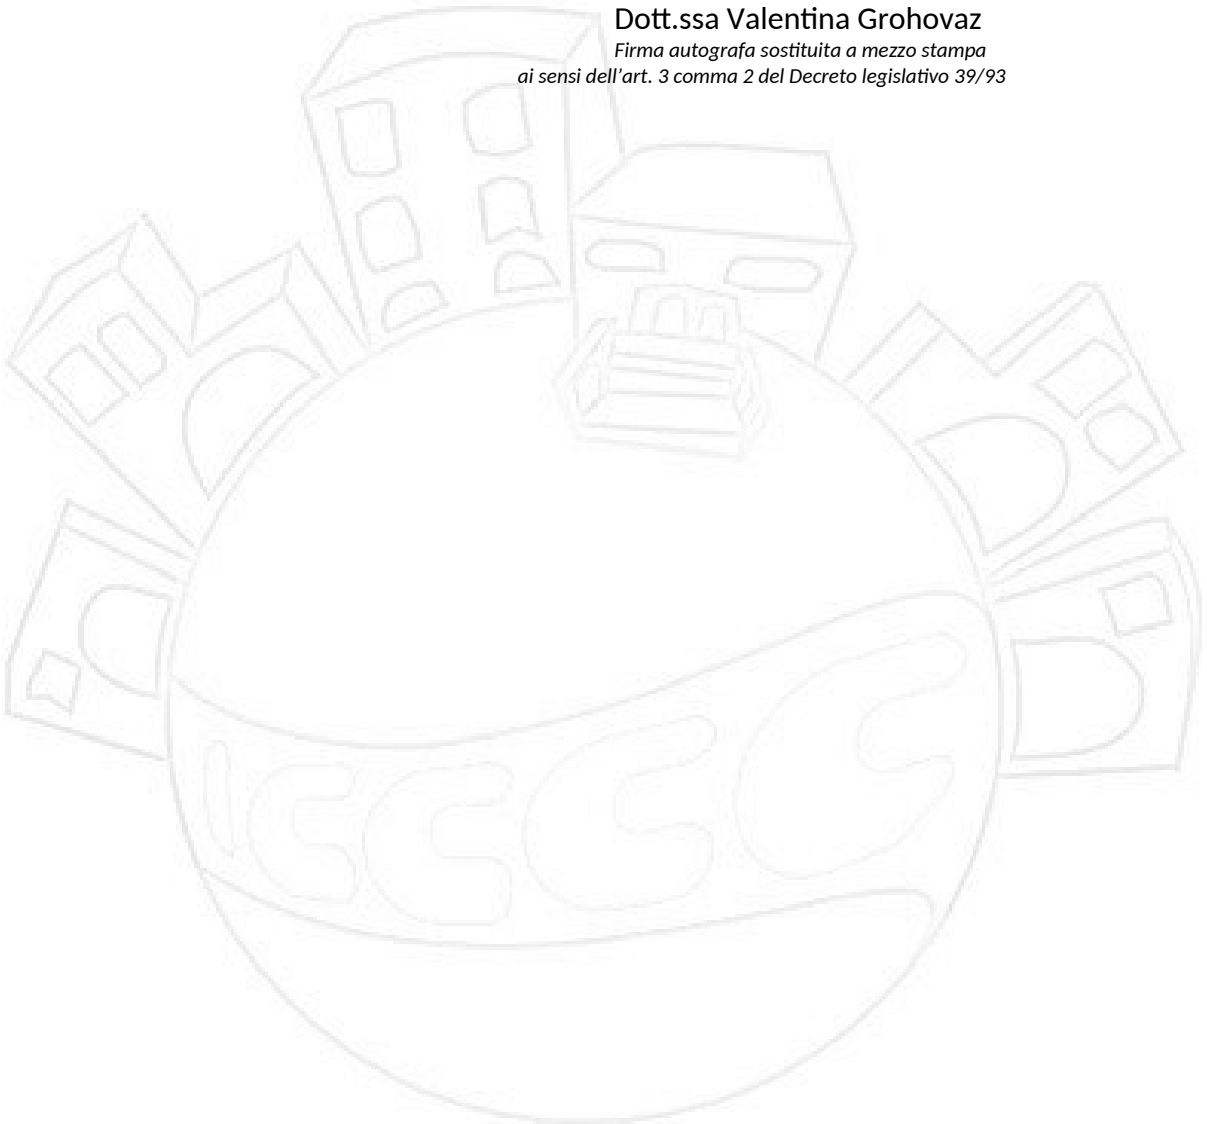 Dott.ssa Valentina Grohovaz
Firma autografa sostituita a mezzo stampa
ai sensi dell’art. 3 comma 2 del Decreto legislativo 39/93